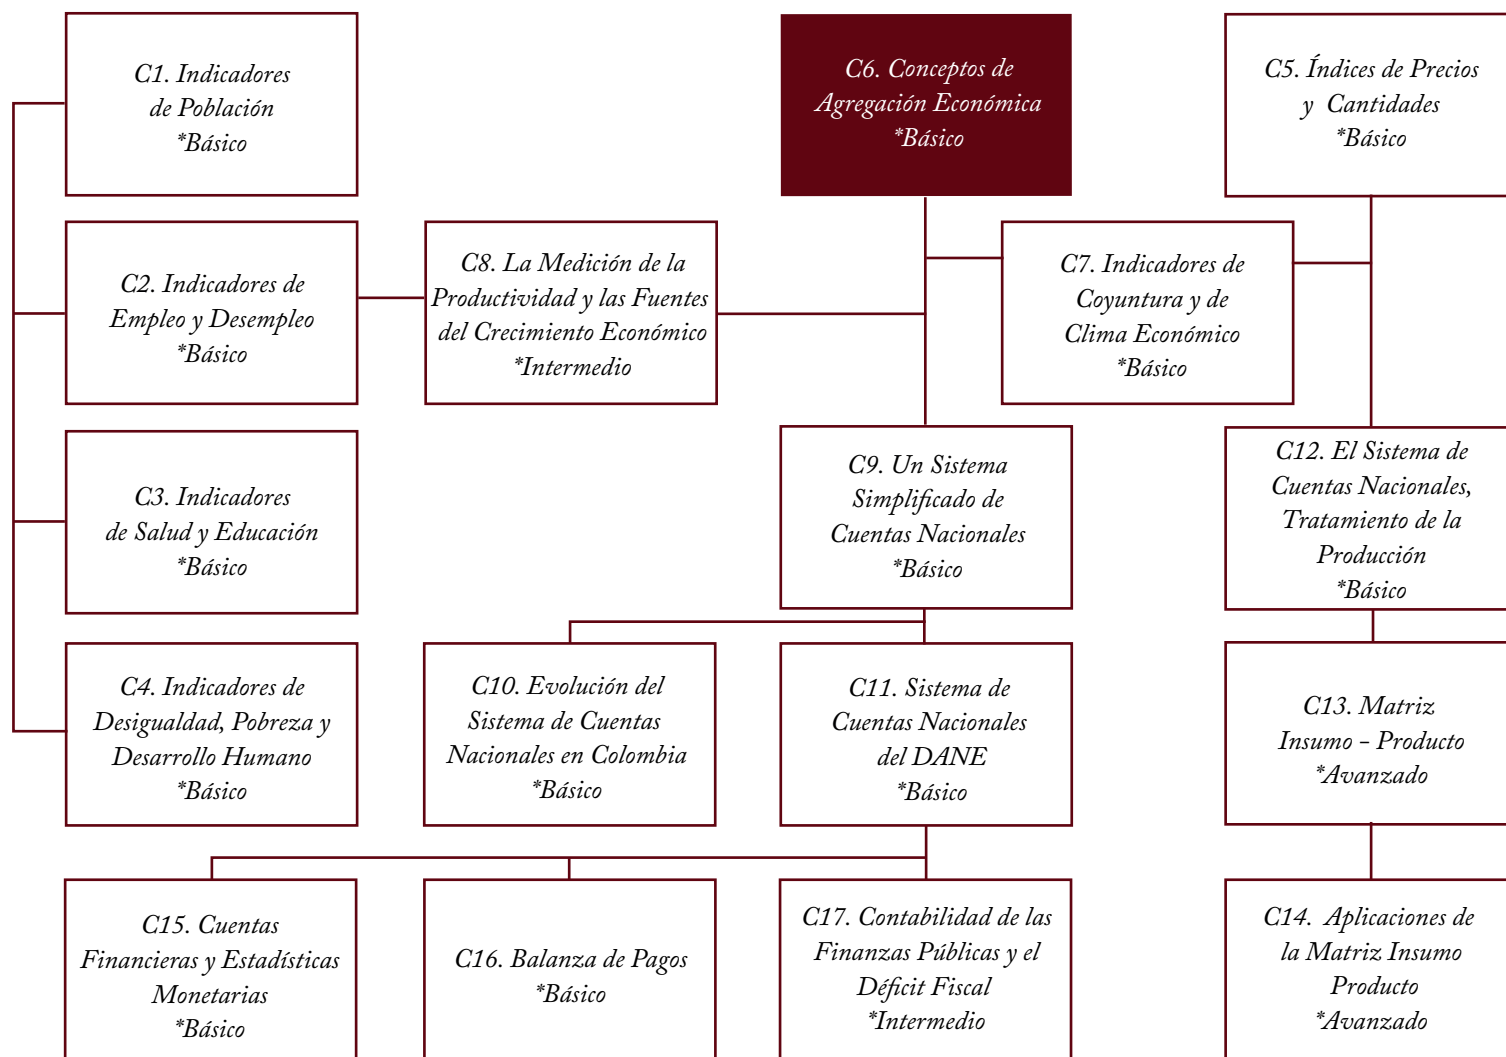 C1. Indicadores
de Población
*Básico
C6. Conceptos de
Agregación Económica
*Básico
C5. Índices de Precios
y Cantidades
*Básico
C2. Indicadores de
Empleo y Desempleo
*Básico
C8. La Medición de la
Productividad y las Fuentes
del Crecimiento Económico
*Intermedio
C7. Indicadores de
Coyuntura y de
Clima Económico
*Básico
C3. Indicadores
de Salud y Educación
*Básico
C9. Un Sistema
Simplificado de
Cuentas Nacionales
*Básico
C12. El Sistema de
Cuentas Nacionales,
Tratamiento de la
Producción
*Básico
C4. Indicadores de
Desigualdad, Pobreza y
Desarrollo Humano
*Básico
C10. Evolución del
Sistema de Cuentas
Nacionales en Colombia
*Básico
C11. Sistema de
Cuentas Nacionales
del DANE
*Básico
C13. Matriz
Insumo – Producto
*Avanzado
C15. Cuentas
Financieras y Estadísticas
Monetarias
*Básico
C16. Balanza de Pagos
*Básico
C17. Contabilidad de las
Finanzas Públicas y el
Déficit Fiscal
*Intermedio
C14. Aplicaciones de
la Matriz Insumo
Producto
*Avanzado